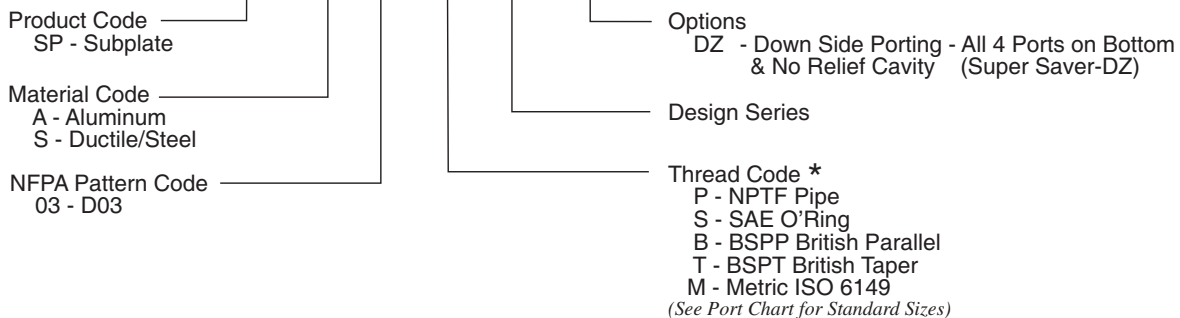 Product Code
SP - Subplate
Material Code
A - Aluminum
S - Ductile/Steel
NFPA Pattern Code
03 - D03
Options
DZ - Down Side Porting - All 4 Ports on Bottom
& No Relief Cavity (Super Saver-DZ)
Design Series
Thread Code *
P - NPTF Pipe
S - SAE O'Ring
B - BSPP British Parallel
T - BSPT British Taper
M - Metric ISO 6149
(See Port Chart for Standard Sizes)